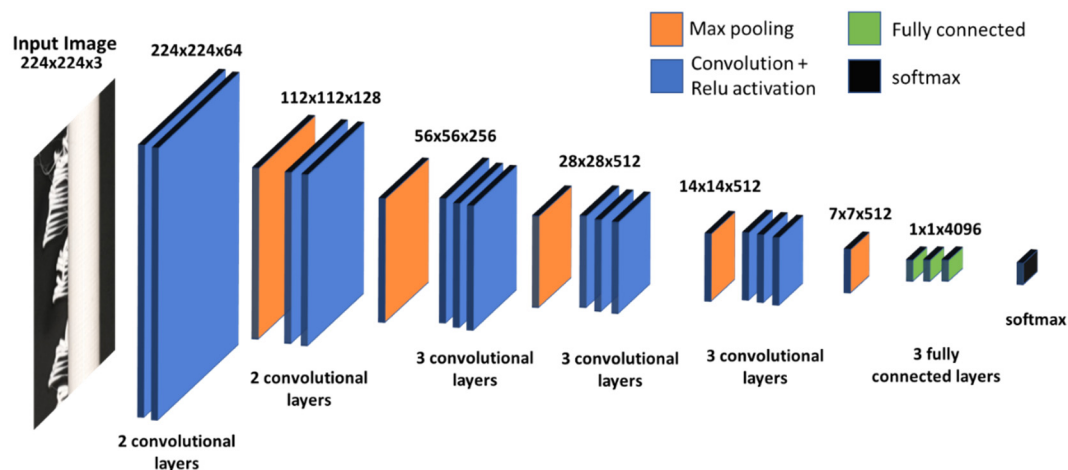 Input Image
224x224x3
224x224x64
112x112x128
56x56x256
28x28x512
14x14x512
7x7x512
1x1x4096
Max pooling
Convolution +
Relu activation
Fully connected
softmax
2 convolutional
layers
2 convolutional
layers
3 convolutional
layers
3 convolutional
layers
3 convolutional
layers
3 fully
connected layers
softmax